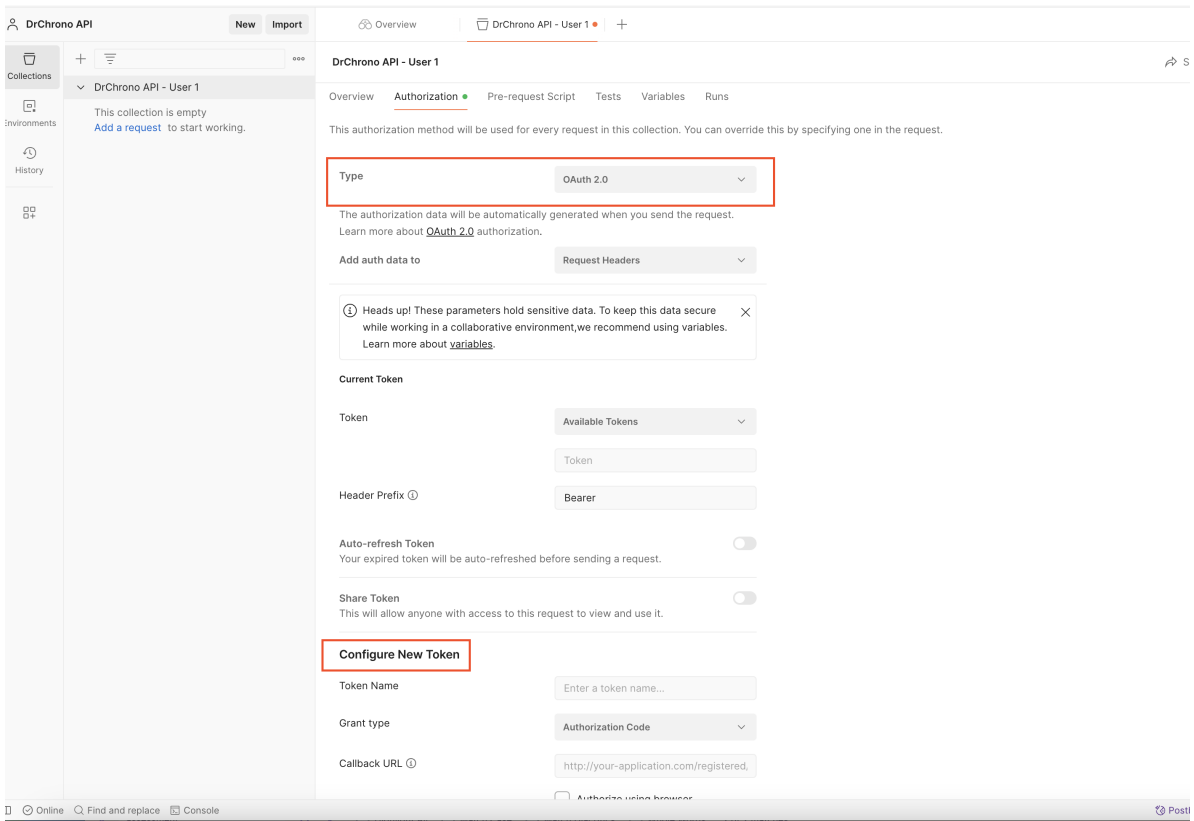 DrChrono API
New
Import
Overview
DrChrono API - User 1
Collections
DrChrono API - User 1
This collection is empty
Add a request to start working.
Environments
History
DrChrono API - User 1
S
Overview
Authorization
Pre-request Script
Tests
Variables
Runs
This authorization method will be used for every request in this collection. You can override this by specifying one in the request.
Type
OAuth 2.0
The authorization data will be automatically generated when you send the request.
Learn more about OAuth 2.0 authorization.
Add auth data to
Request Headers
Heads up! These parameters hold sensitive data. To keep this data secure
while working in a collaborative environment,we recommend using variables.
Learn more about variables.
Current Token
Token
Available Tokens
Token
Header Prefix
Bearer
Auto-refresh Token
Your expired token will be auto-refreshed before sending a request.
Share Token
This will allow anyone with access to this request to view and use it.
Configure New Token
Token Name
Enter a token name...
Grant type
Authorization Code
Callback URL
http://your-application.com/registered,
Authorize using browser
Online
Find and replace
Console